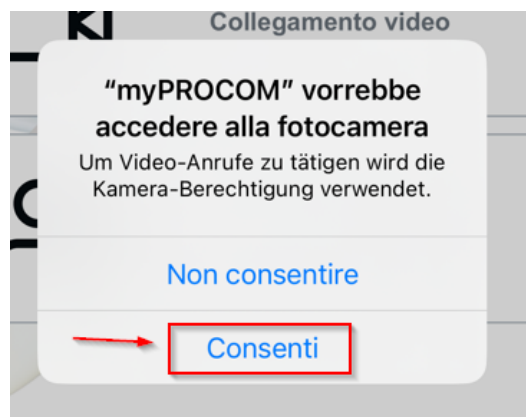 Collegamento video
“myPROCOM” vorrebbe
accedere alla fotocamera
Um Video-Anrufe zu tätigen wird die
Kamera-Berechtigung verwendet.
Non consentire
Consenti